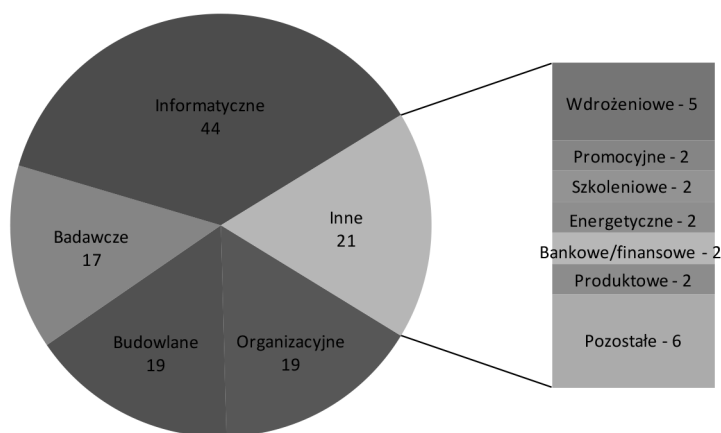 Informatyczne
44
Badawcze
17
Budowlane
19
Organizacyjne
19
Inne
21
Wdrożeniowe - 5
Promocyjne - 2
Szkoleniowe - 2
Energetyczne - 2
Bankowe/finansowe - 2
Produktowe - 2
Pozostałe - 6